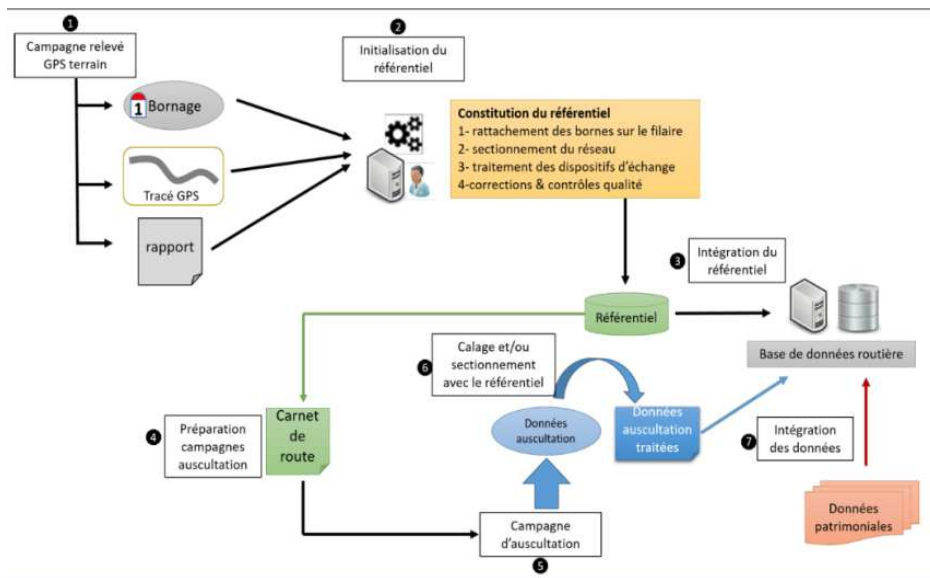 1
Campagne relevé
GPS terrain
2
Initialisation du
référentiel
1 Bornage
Tracé GPS
rapport
Constitution du référentiel
1- rattachement des bornes sur le filaire
2- sectionnement du réseau
3- traitement des dispositifs d'échange
4-corrections & contrôles qualité
3
Intégration du
référentiel
Référentiel
Base de données routière
6
Calage et/ou
sectionnement
avec le référentiel
4
Préparation
campagnes
auscultation
Carnet
de
route
Données
auscultation
Données
auscultation
traitées
7
Intégration
des données
Données
patrimoniales
Campagne
d'auscultation
5